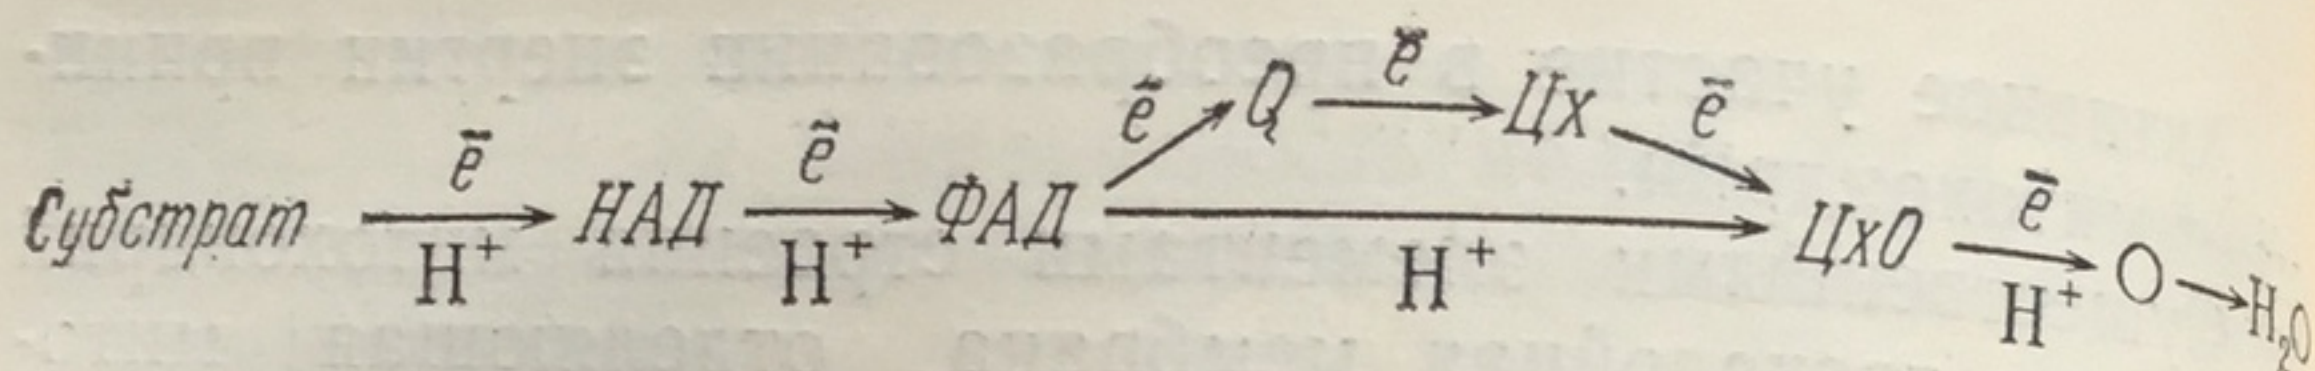 ē Q ē Цх ē
Субстрат ē H⁺ НАД ē H⁺ ФАД H⁺ ЦхО ē H⁺ O H₂O